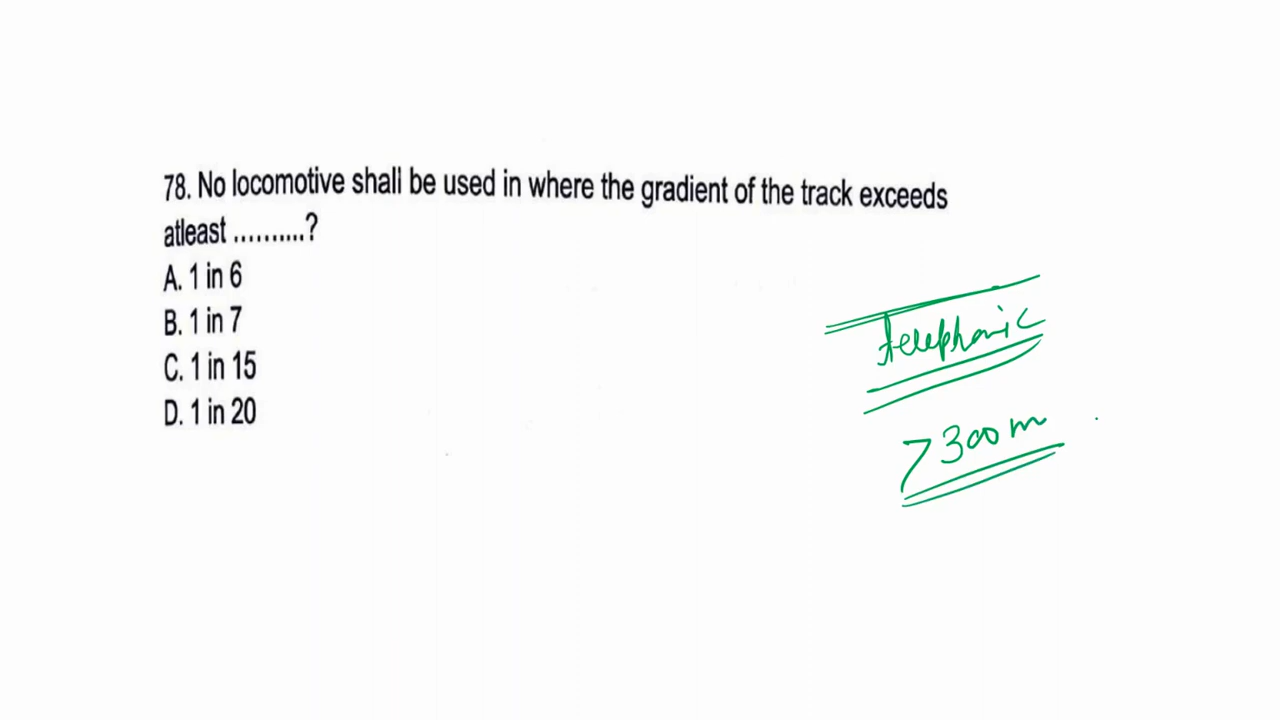 78. No locomotive shall be used in where the gradient of the track exceeds
atleast ..........?
A. 1 in 6
B. 1 in 7
C. 1 in 15
D. 1 in 20
telephonic
>300m